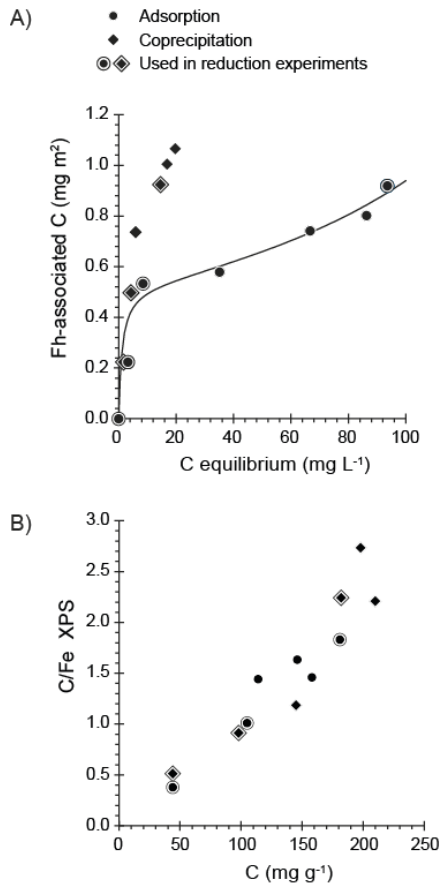 A)
Adsorption
Coprecipitation
Used in reduction experiments
Fh-associated C (mg m²)
1.2
1.0
0.8
0.6
0.4
0.2
0.0
0 20 40 60 80 100
C equilibrium (mg L⁻¹)
B)
C/Fe XPS
3.0
2.5
2.0
1.5
1.0
0.5
0.0
0 50 100 150 200 250
C (mg g⁻¹)